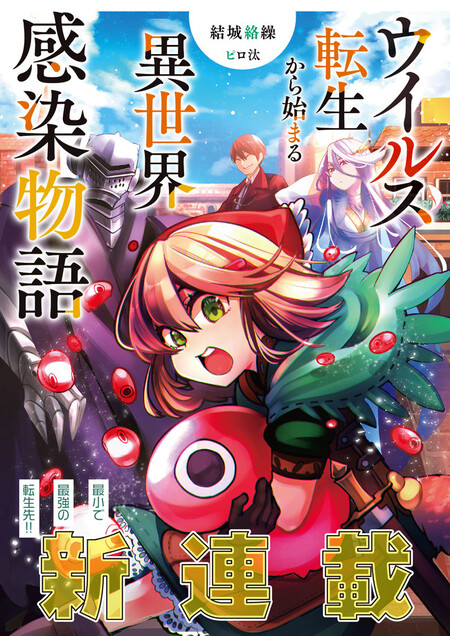 ウイルス
転生
から始まる
異世界
感染物語
結城絡繰
ピロ汰
最小で
最強の
転生先!!
新連載